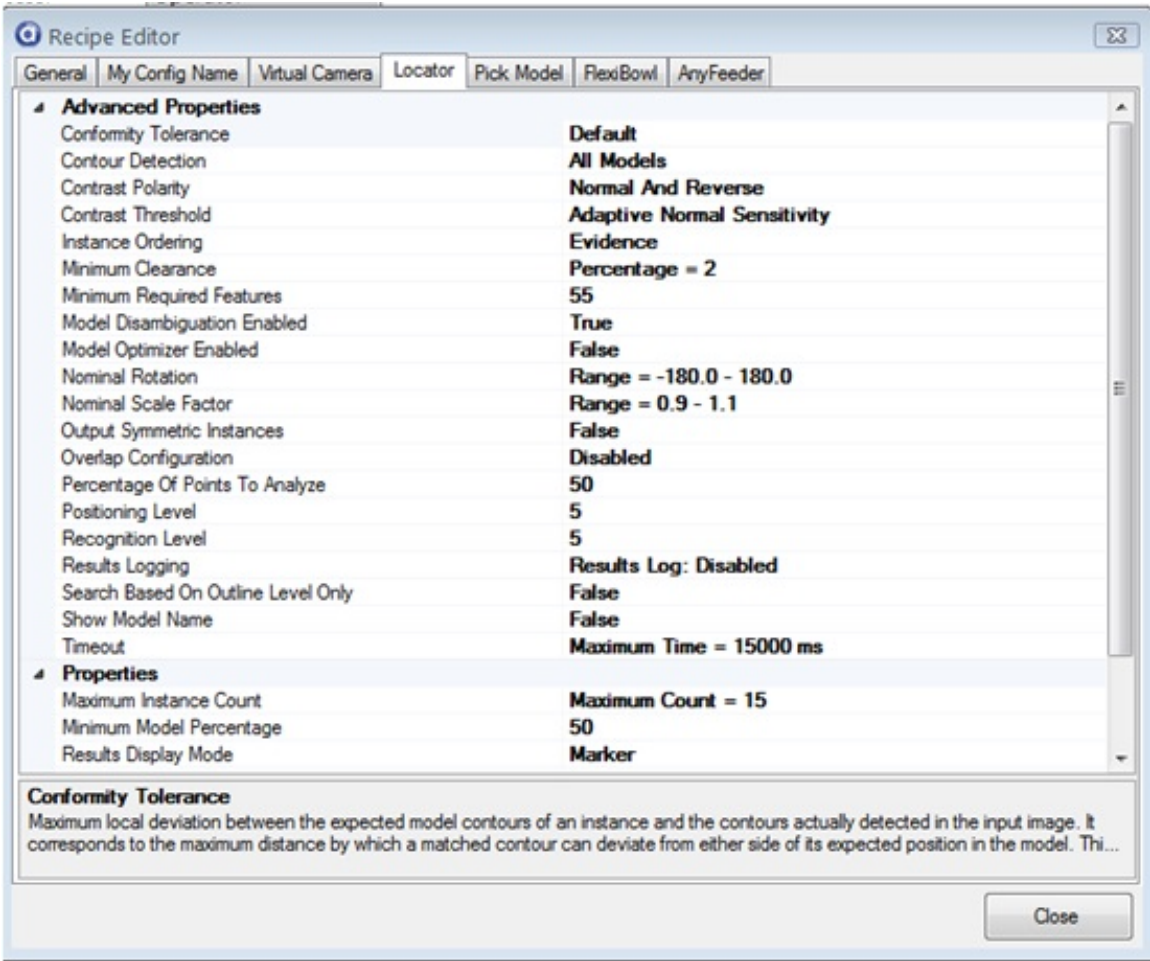 Recipe Editor
General My Config Name Virtual Camera Locator Pick Model FlexiBowl AnyFeeder
Advanced Properties
Conformity Tolerance Default
Contour Detection All Models
Contrast Polarity Normal And Reverse
Contrast Threshold Adaptive Normal Sensitivity
Instance Ordering Evidence
Minimum Clearance Percentage = 2
Minimum Required Features 55
Model Disambiguation Enabled True
Model Optimizer Enabled False
Nominal Rotation Range = -180.0 - 180.0
Nominal Scale Factor Range = 0.9 - 1.1
Output Symmetric Instances False
Overlap Configuration Disabled
Percentage Of Points To Analyze 50
Positioning Level 5
Recognition Level 5
Results Logging Results Log: Disabled
Search Based On Outline Level Only False
Show Model Name False
Timeout Maximum Time = 15000 ms
Properties
Maximum Instance Count Maximum Count = 15
Minimum Model Percentage 50
Results Display Mode Marker
Conformity Tolerance
Maximum local deviation between the expected model contours of an instance and the contours actually detected in the input image. It
corresponds to the maximum distance by which a matched contour can deviate from either side of its expected position in the model. Thi...
Close